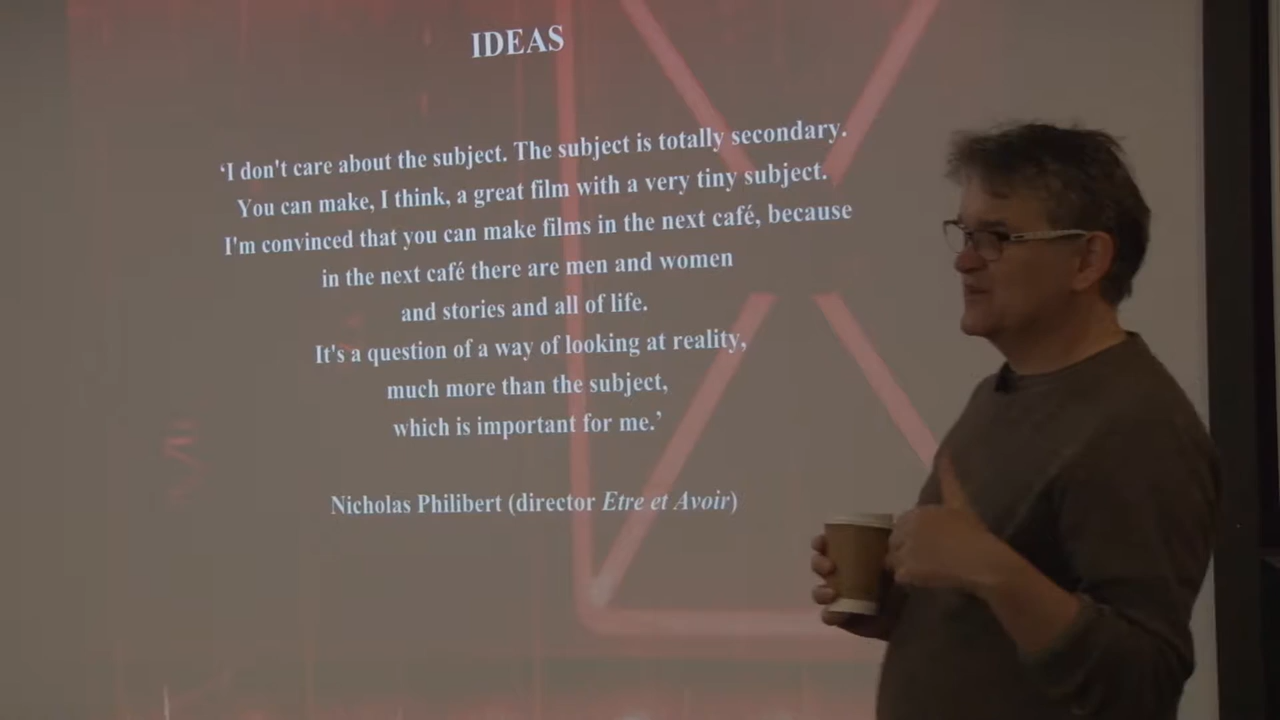 IDEAS
‘I don't care about the subject. The subject is totally secondary.
You can make, I think, a great film with a very tiny subject.
I'm convinced that you can make films in the next café, because
in the next café there are men and women
and stories and all of life.
It's a question of a way of looking at reality,
much more than the subject,
which is important for me.’
Nicholas Philibert (director Etre et Avoir)